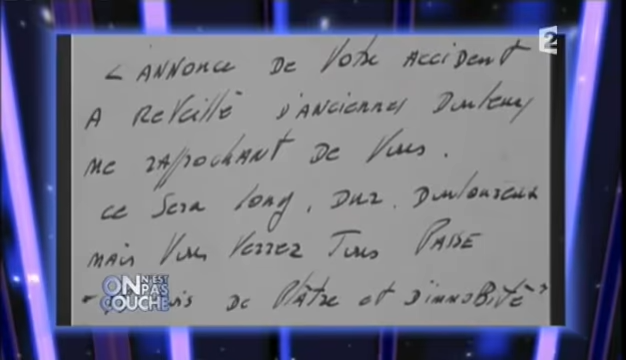 2
L'ANNONCE DE Votre ACCIDENT
A REVEILLÉ D'ANCIENNES Douleurs
ME RAPPROCHANT DE Vous.
CE SERA long, DUR, Douloureux
MAIS Vous VERREZ Tous PASSE
DE PlâtRE et D'immobilité"
ON N'EST
PAS
COUCHÉ